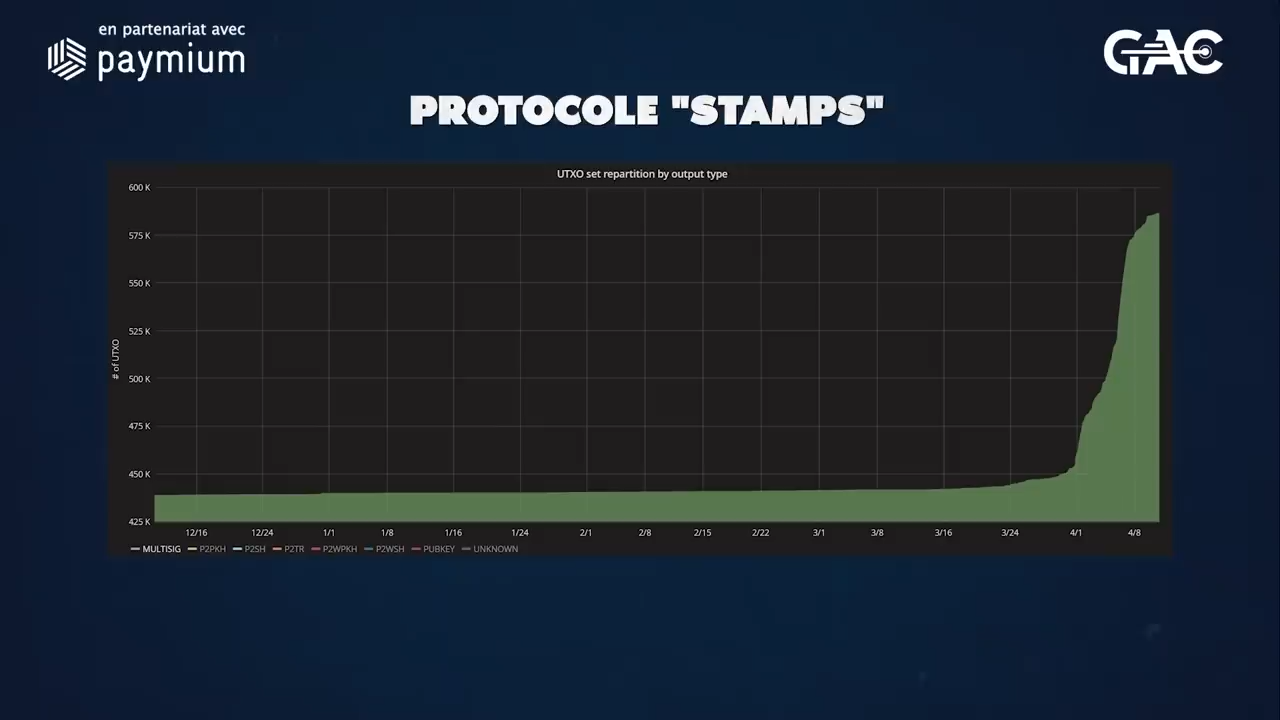 en partenariat avec
paymium
GAC
PROTOCOLE "STAMPS"
UTXO set repartition by output type
600 K
575 K
550 K
525 K
500 K
475 K
450 K
425 K
# of UTXO
12/16 12/24 1/1 1/8 1/16 1/24 2/1 2/8 2/15 2/22 3/1 3/8 3/16 3/24 4/1 4/8
MULTISIG P2PKH P2SH P2TR P2WPKH P2WSH PUBKEY UNKNOWN